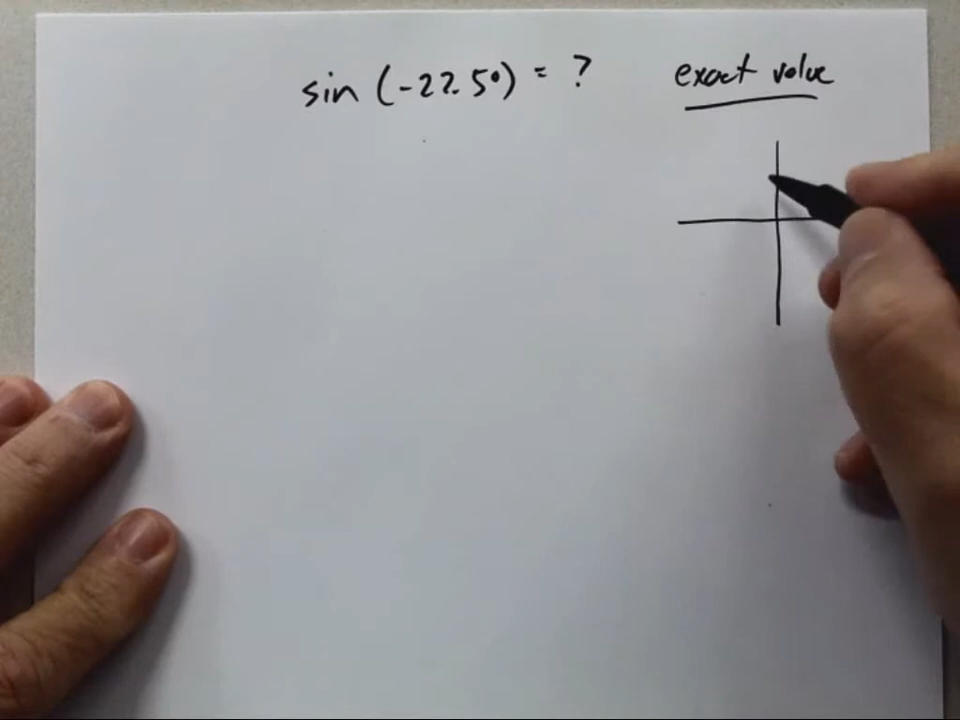 sin (-22.5°) = ? exact value